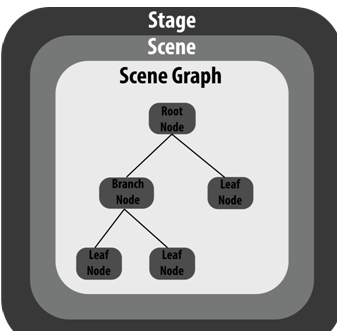 Stage
Scene
Scene Graph
Root
Node
Branch
Node
Leaf
Node
Leaf
Node
Leaf
Node